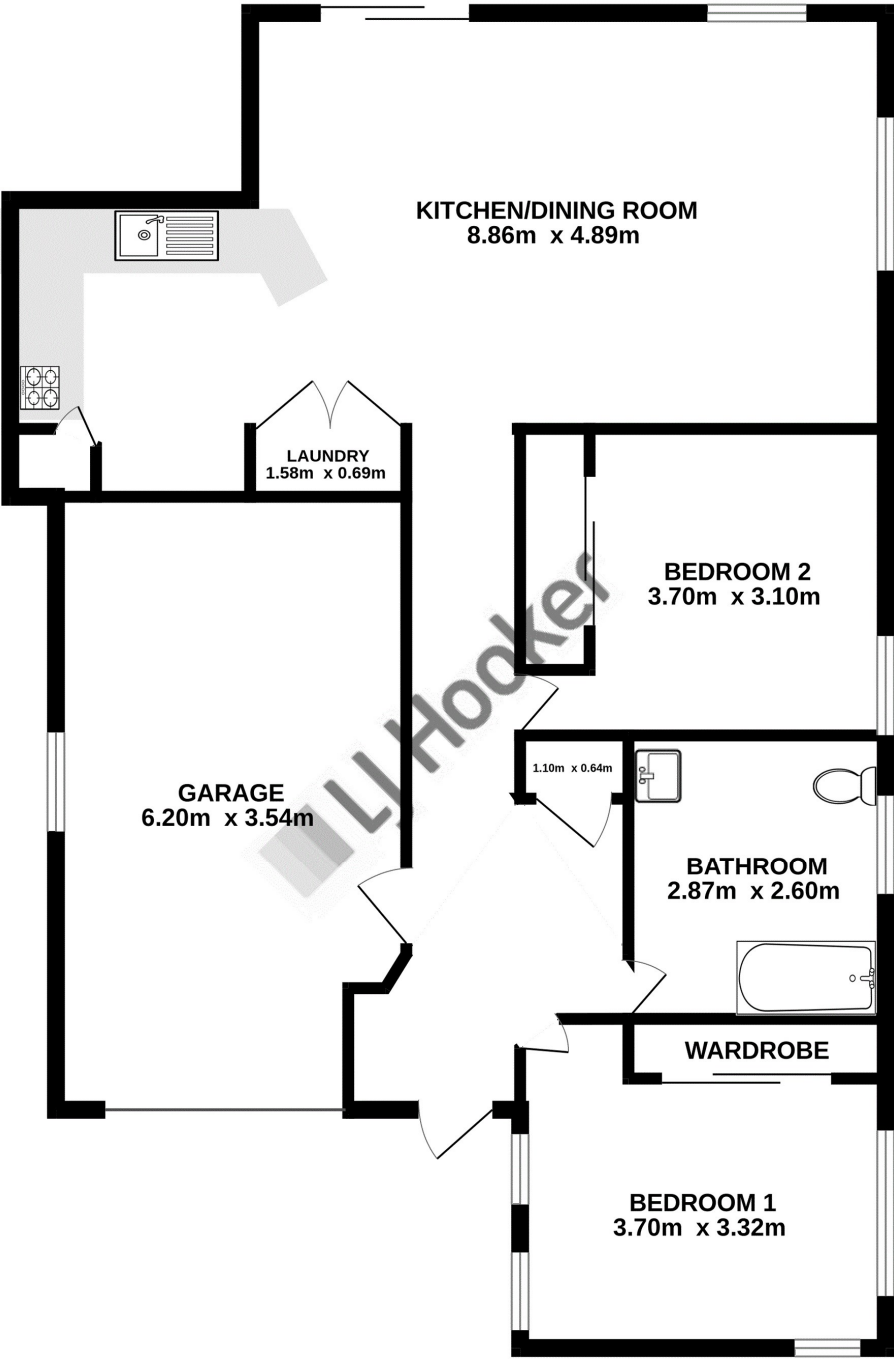 KITCHEN/DINING ROOM
8.86m x 4.89m
LAUNDRY
1.58m x 0.69m
BEDROOM 2
3.70m x 3.10m
LJ Hooker
1.10m x 0.64m
GARAGE
6.20m x 3.54m
BATHROOM
2.87m x 2.60m
WARDROBE
BEDROOM 1
3.70m x 3.32m